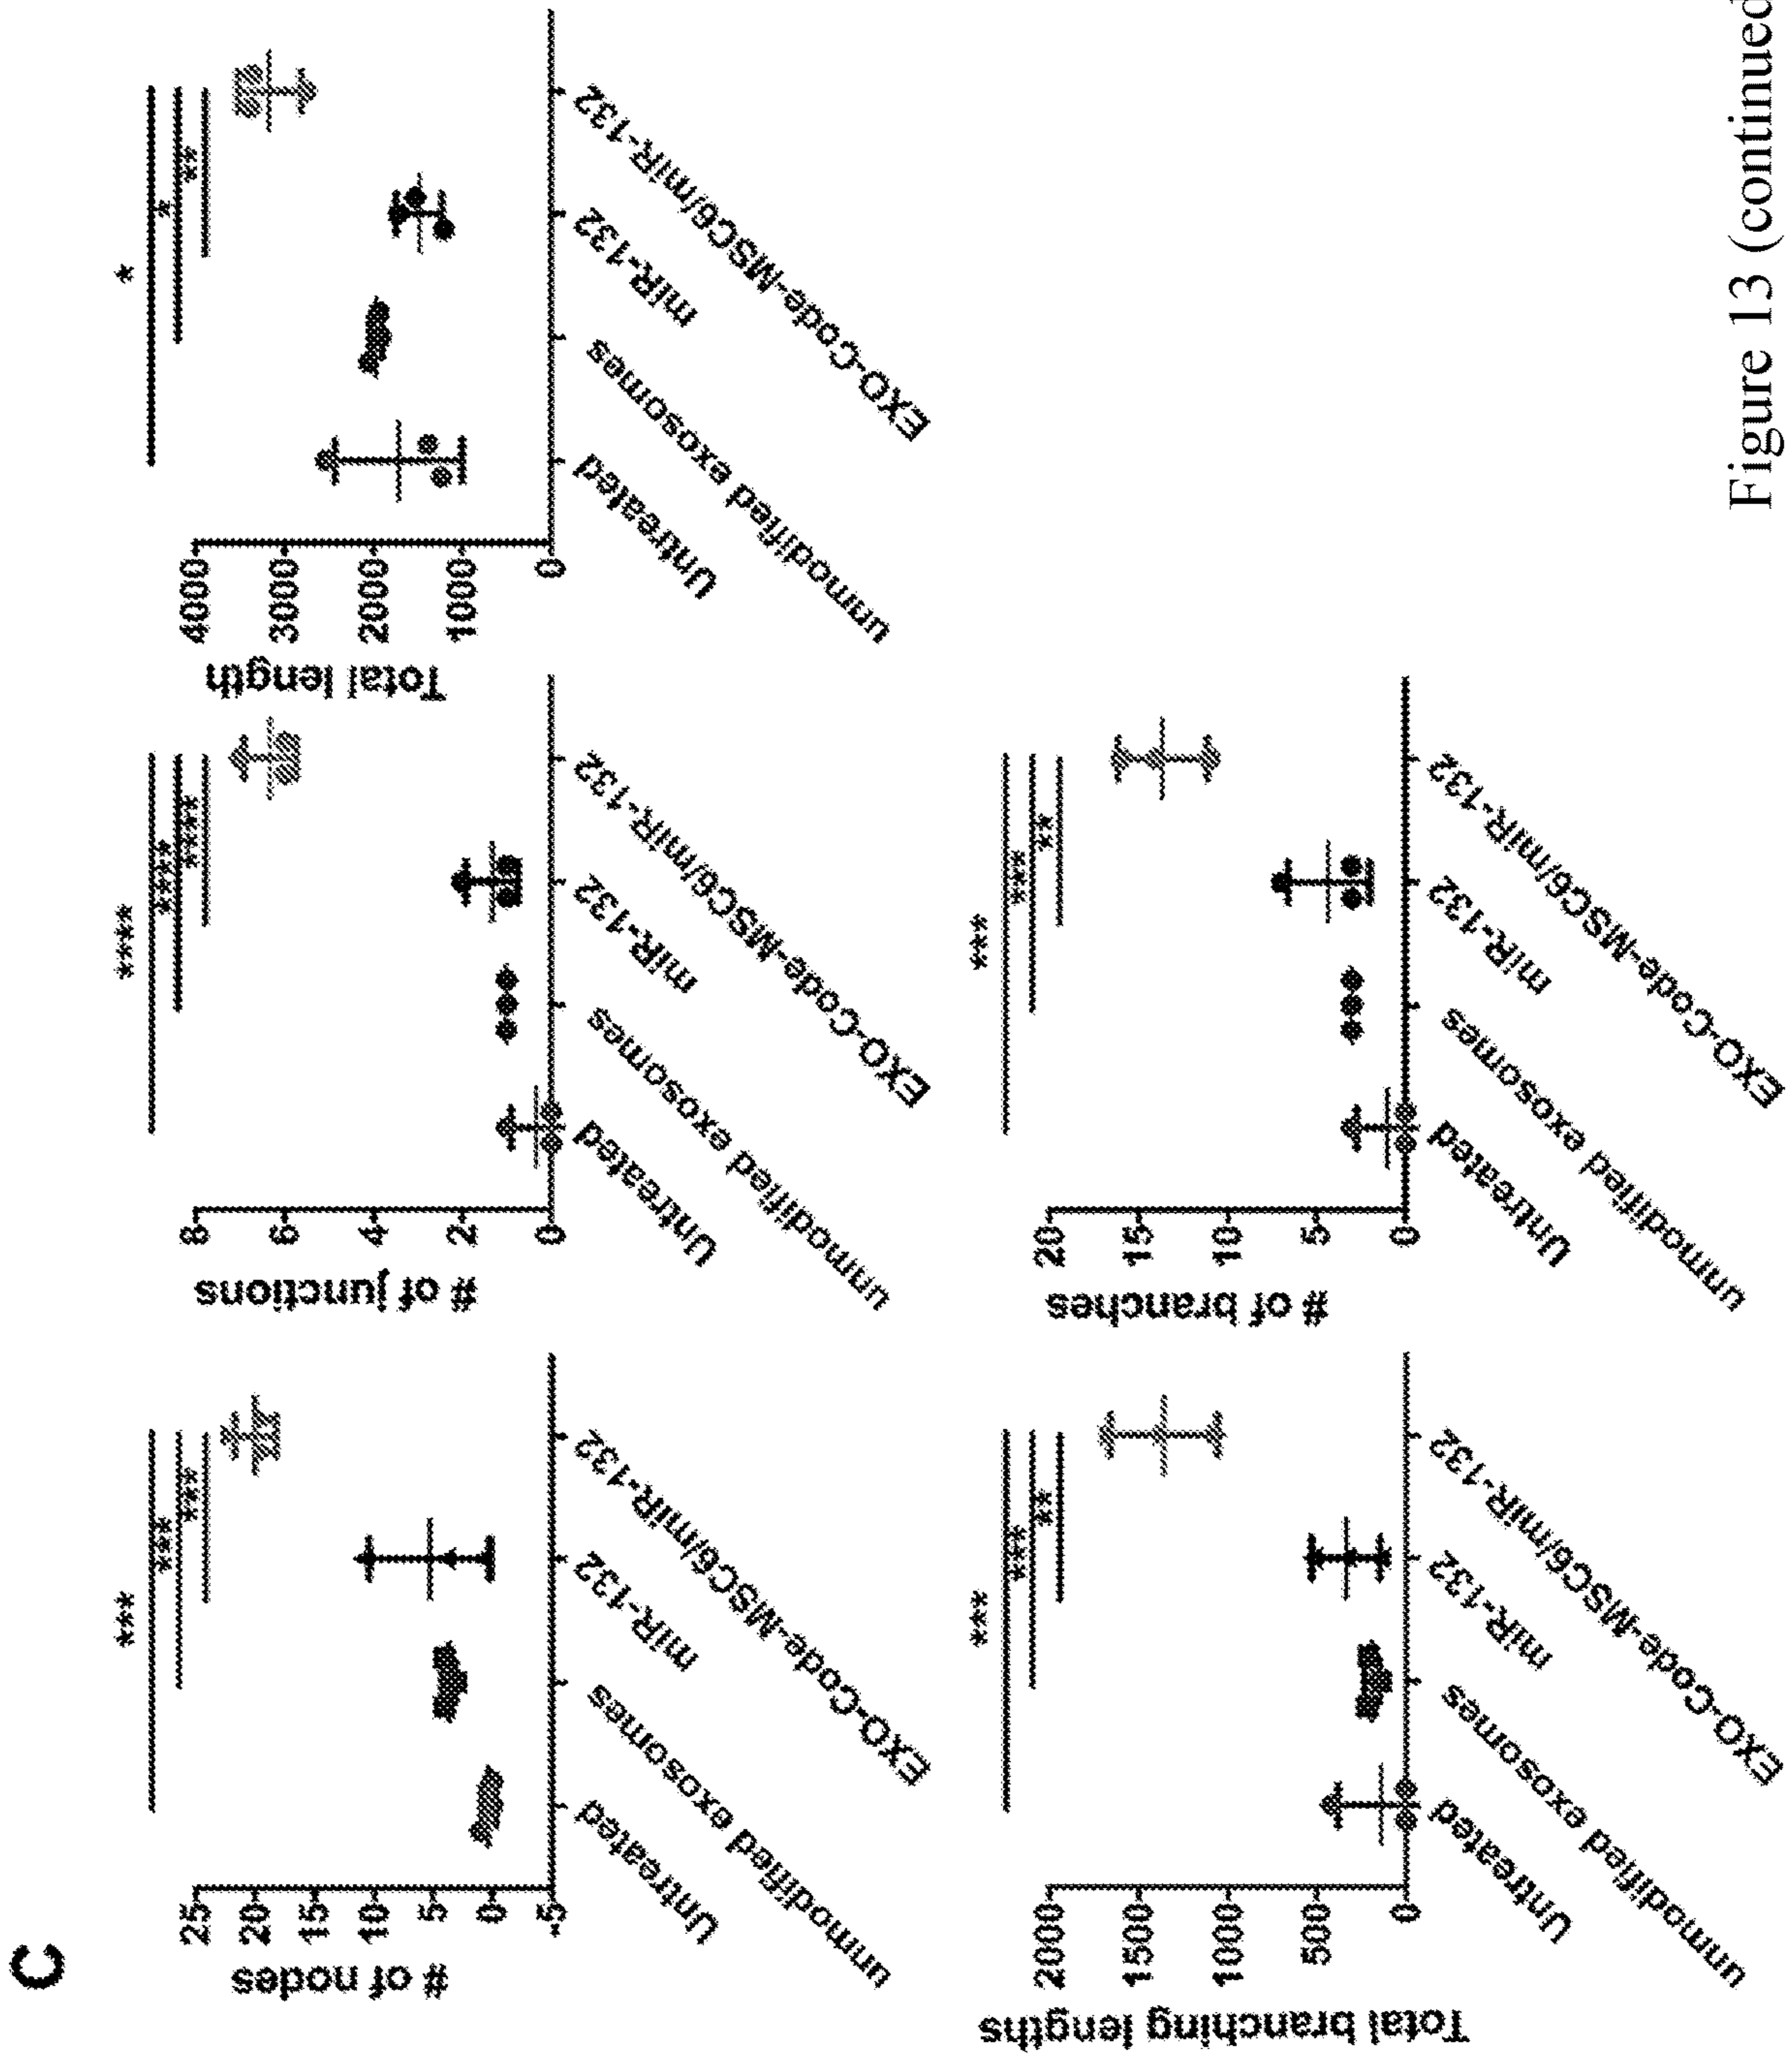 C
***
***
***
# of nodes
25
20
15
10
5
0
-5
Untreated
unmodified exosomes
miR-132
EXO-Code-MSC6/miR-132
****
****
****
# of junctions
8
6
4
2
0
Untreated
unmodified exosomes
miR-132
EXO-Code-MSC6/miR-132
*
*
**
Total length
4000
3000
2000
1000
0
Untreated
unmodified exosomes
miR-132
EXO-Code-MSC6/miR-132
***
***
**
Total branching lengths
2000
1500
1000
500
0
Untreated
unmodified exosomes
miR-132
EXO-Code-MSC6/miR-132
***
***
**
# of branches
20
15
10
5
0
Untreated
unmodified exosomes
miR-132
EXO-Code-MSC6/miR-132
Figure 13 (continued